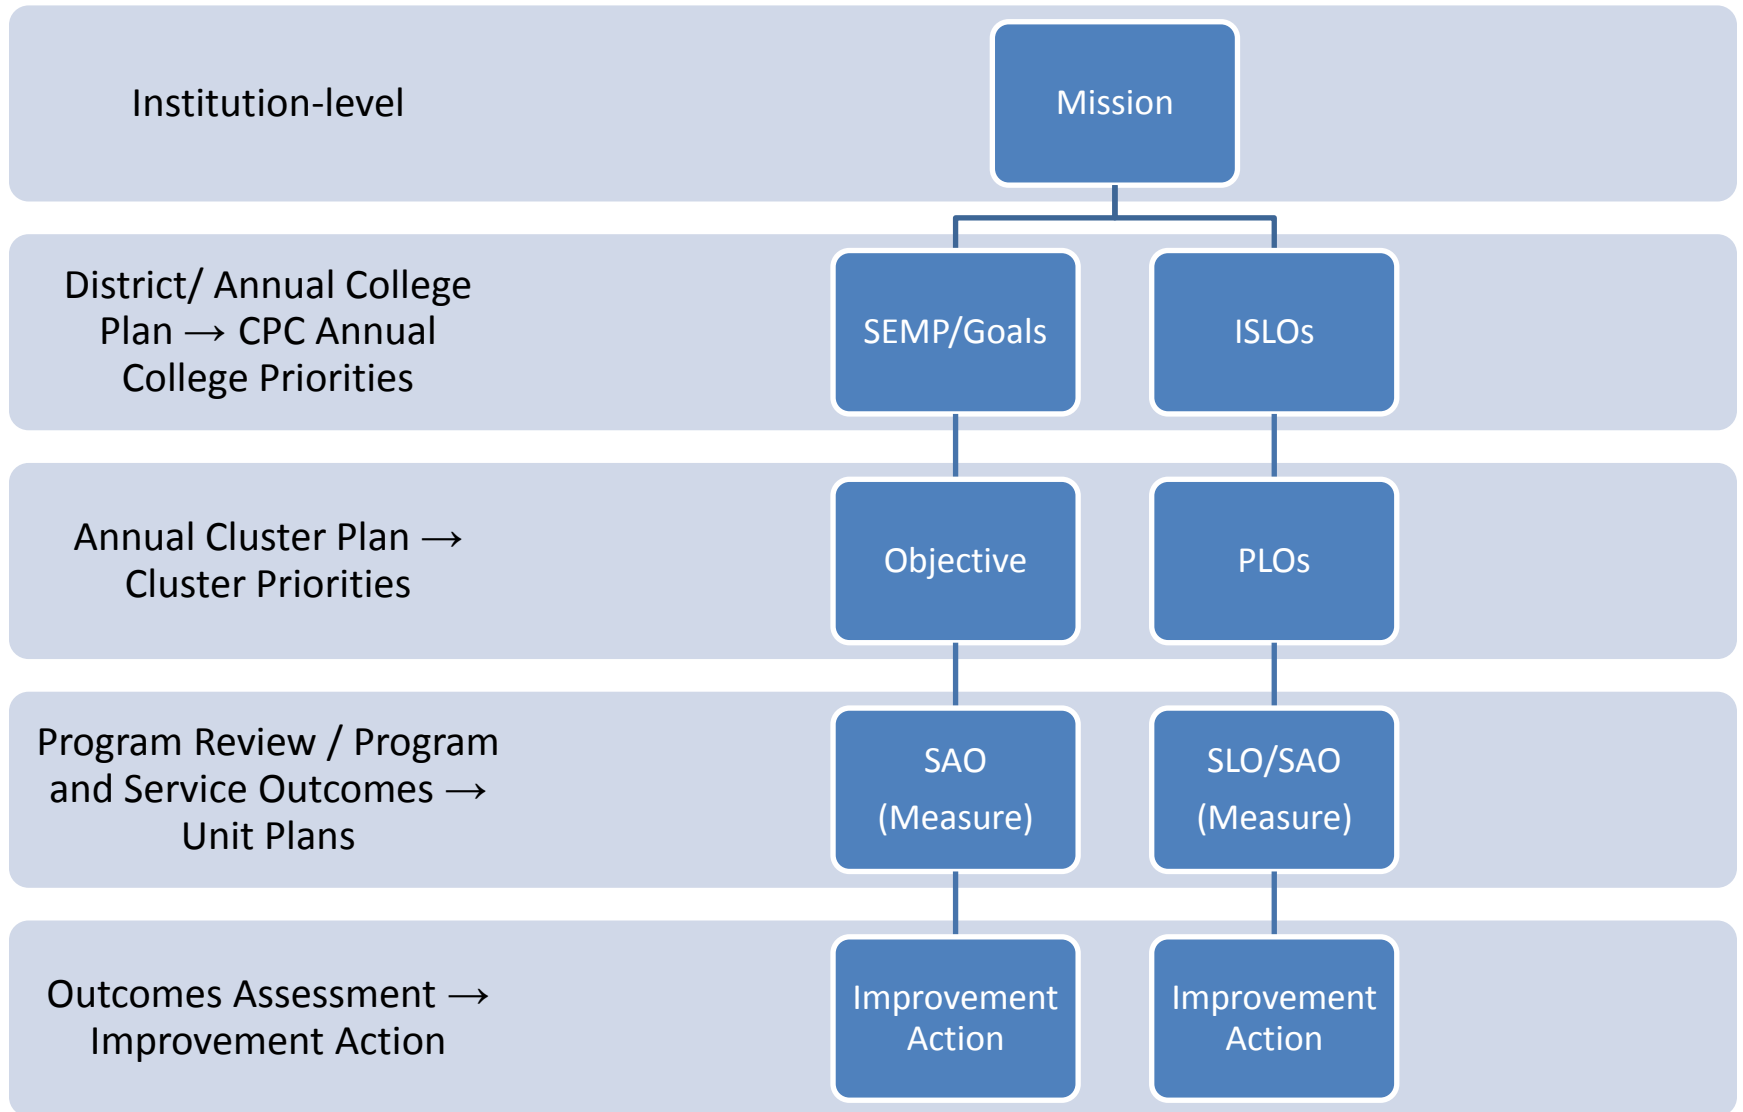 Institution-level
Mission
District/ Annual College
Plan → CPC Annual
College Priorities
SEMP/Goals
ISLOs
Annual Cluster Plan →
Cluster Priorities
Objective
PLOs
Program Review / Program
and Service Outcomes →
Unit Plans
SAO
(Measure)
SLO/SAO
(Measure)
Outcomes Assessment →
Improvement Action
Improvement
Action
Improvement
Action